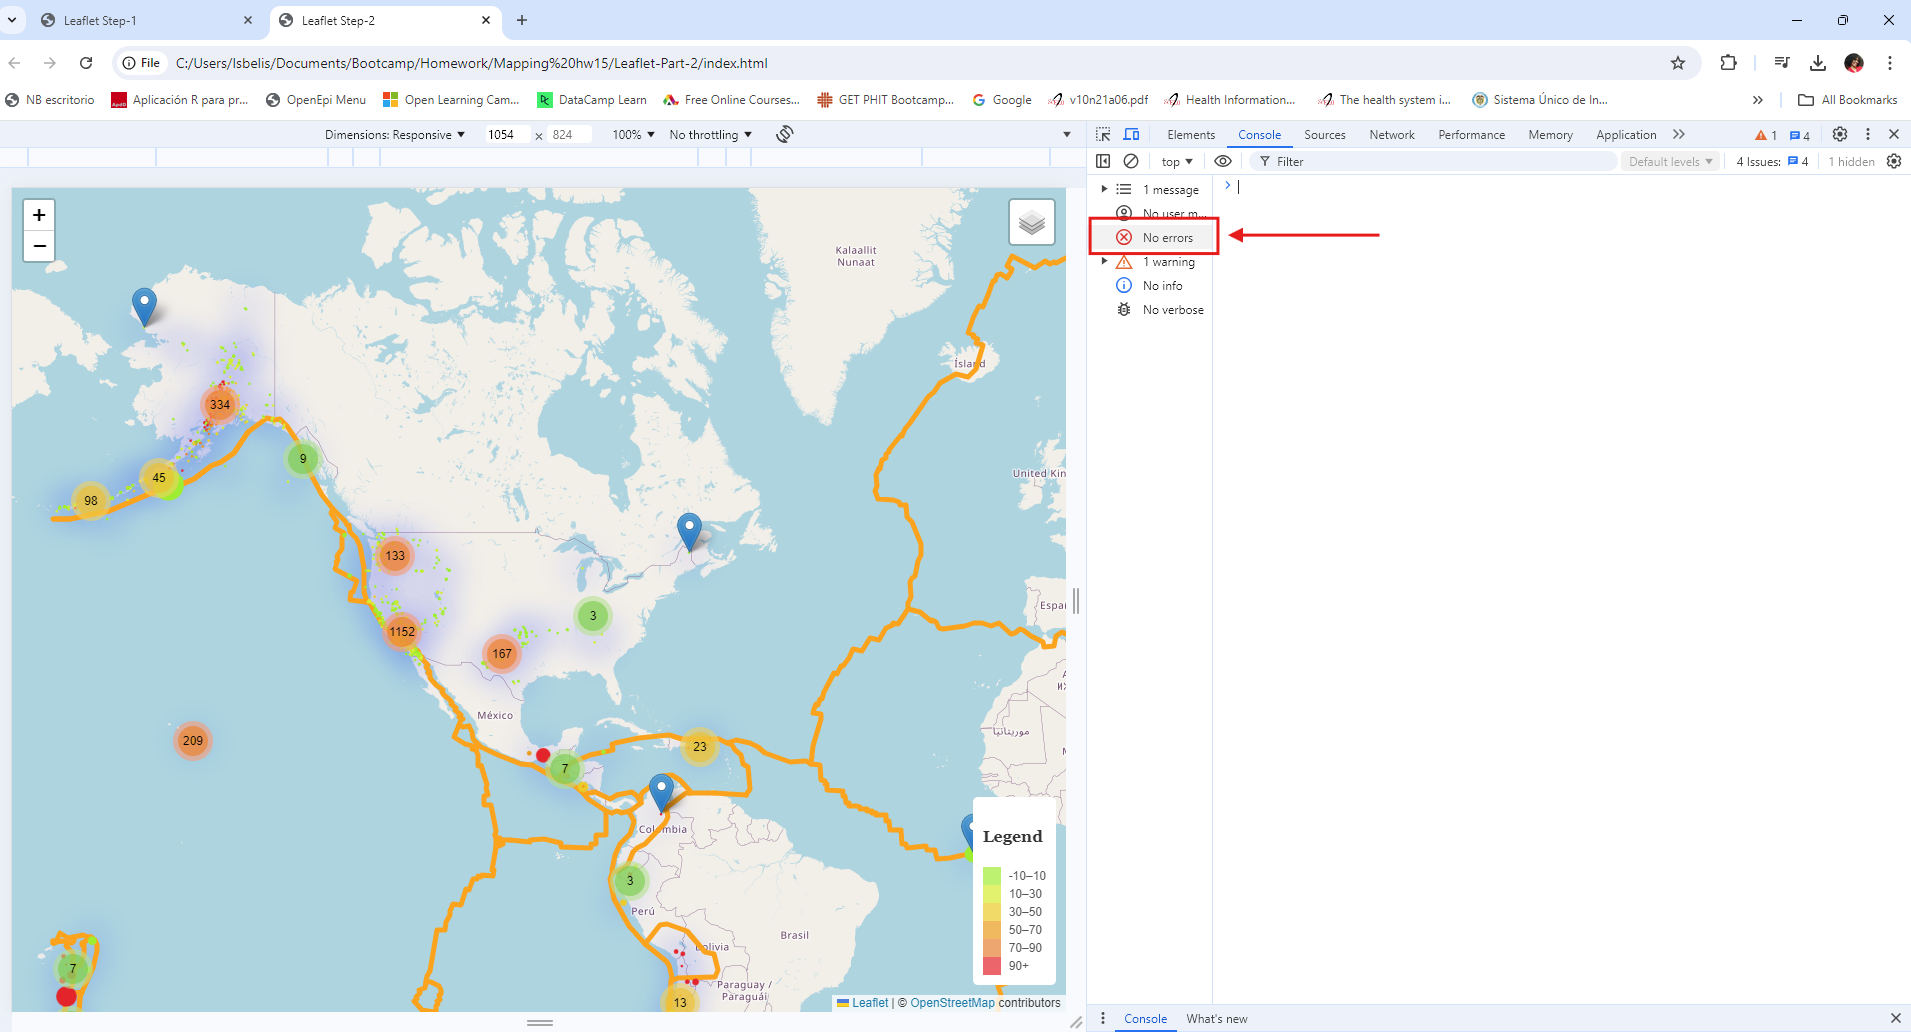 Leaflet Step-1
Leaflet Step-2
File
C:/Users/Isbelis/Documents/Bootcamp/Homework/Mapping%20hw15/Leaflet-Part-2/index.html
NB escritorio
Aplicación R para pr...
OpenEpi Menu
Open Learning Cam...
DataCamp Learn
Free Online Courses...
GET PHIT Bootcamp...
Google
v10n21a06.pdf
Health Information...
The health system i...
Sistema Único de In...
»
All Bookmarks
Dimensions: Responsive
1054 × 824
100%
No throttling
Elements
Console
Sources
Network
Performance
Memory
Application
1
4
top
Filter
Default levels
4 Issues: 4
1 hidden
1 message
No user m...
No errors
1 warning
No info
No verbose
+
−
Kalaallit
Nunaat
Ísland
334
9
45
98
United Kin
133
3
Espa
1152
167
México
موريتانيا
209
23
7
Colombia
3
Perú
Brasil
Bolivia
7
Paraguay /
Paraguái
13
Legend
-10–10
10–30
30–50
50–70
70–90
90+
Leaflet | © OpenStreetMap contributors
Console
What's new